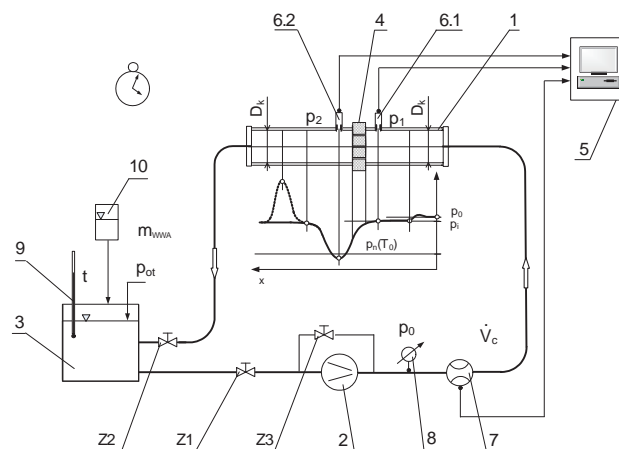 6.2
4
6.1
1
D_k
p_2
p_1
D_k
5
10
m_WWA
p_0
p_i
p_n(T_0)
x
9
t
p_ot
3
Z2
Z1
Z3
2
p_0
8
V̇_c
7